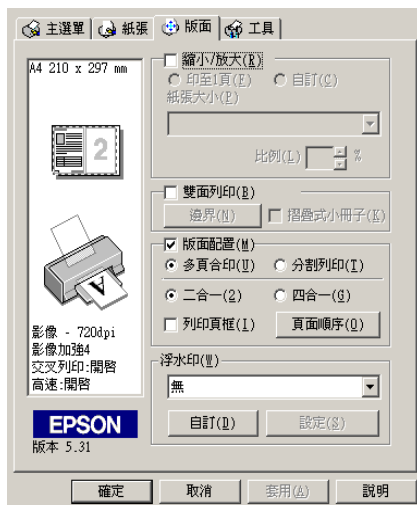 主選單 紙張 版面 工具
A4 210 x 297 mm
2
A
影像 - 720dpi
影像加強4
交叉列印:開啓
高速:開啓
EPSON
版本 5.31
縮小/放大(R)
印至1頁(F) 自訂(C)
紙張大小(P)
比例(L) %
雙面列印(B)
邊界(N) 摺疊式小冊子(K)
版面配置(M)
多頁合印(U) 分割列印(T)
二合一(2) 四合一(G)
列印頁框(I) 頁面順序(O)
浮水印(W)
無
自訂(D) 設定(S)
確定 取消 套用(A) 說明